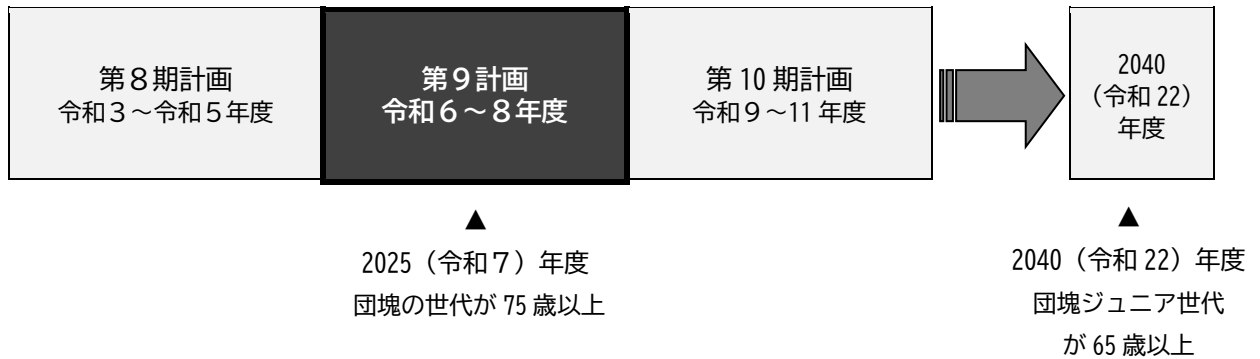 第８期計画
令和３～令和５年度
第９計画
令和６～８年度
第 10 期計画
令和９～11 年度
2040
（令和 22）
年度
▲
2025（令和７）年度
団塊の世代が 75 歳以上
▲
2040（令和 22）年度
団塊ジュニア世代
が 65 歳以上